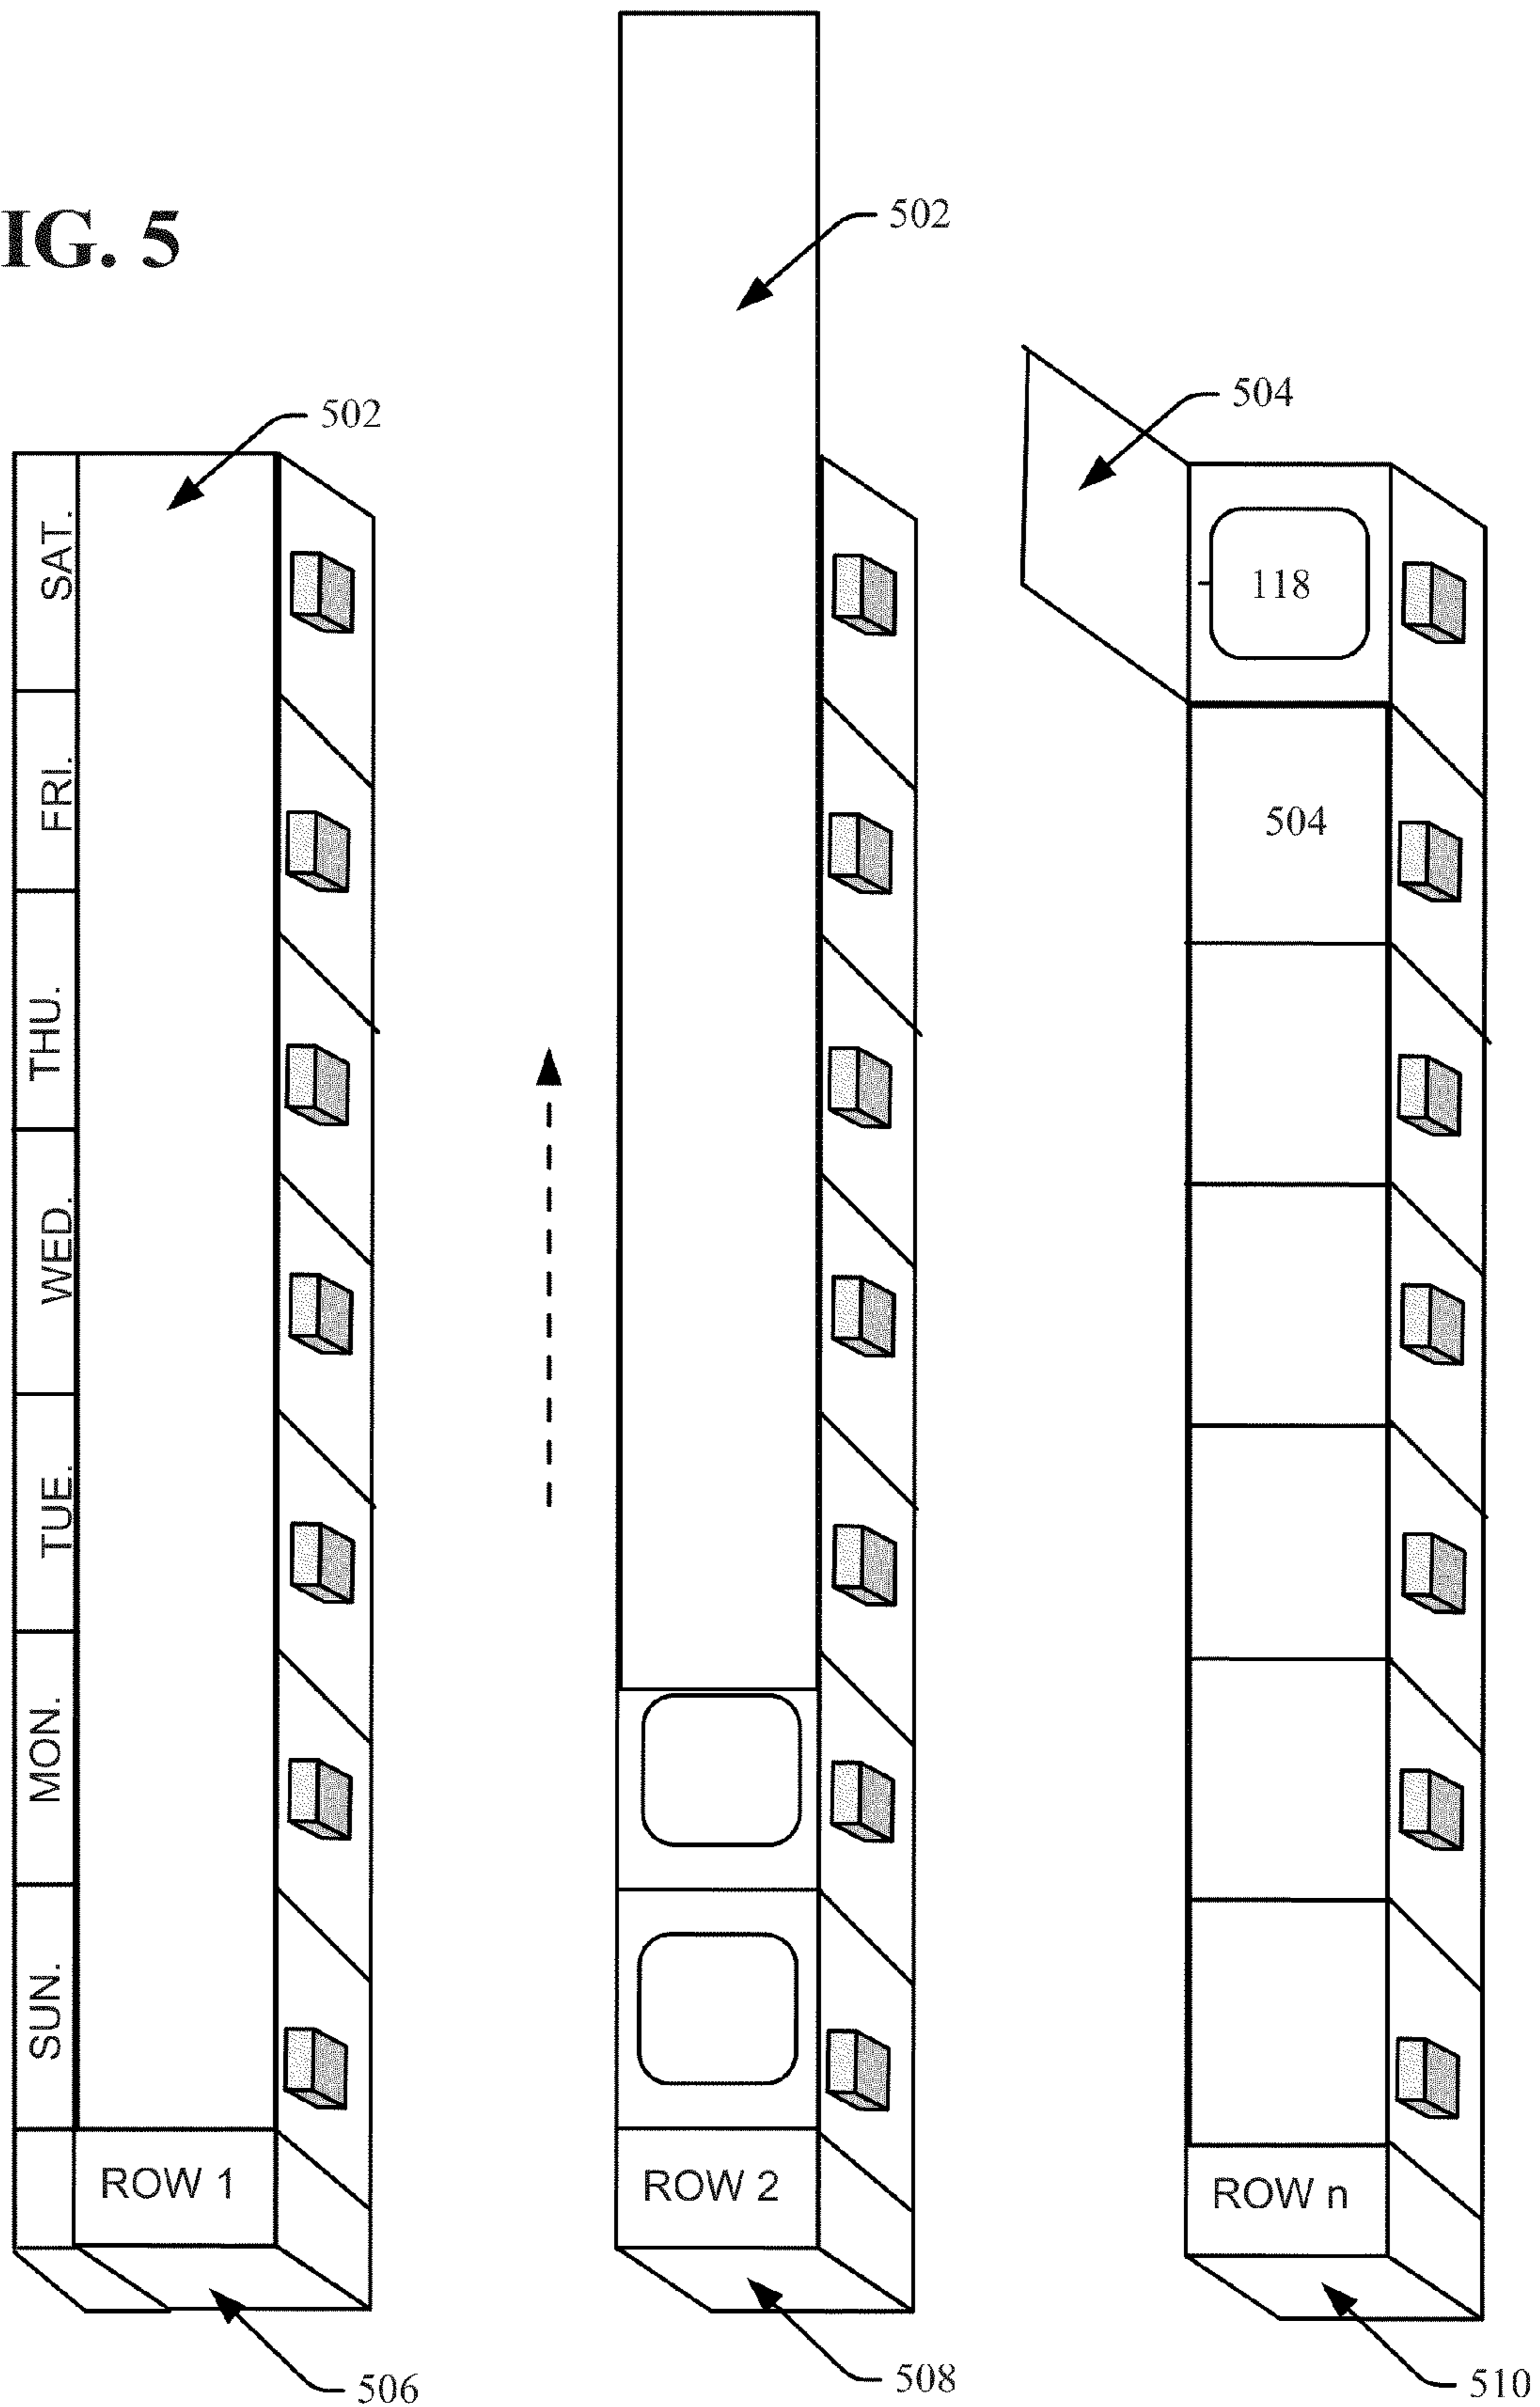 IG. 5
502
502
504
118
504
SAT.
FRI.
THU.
WED.
TUE.
MON.
SUN.
ROW 1
ROW 2
ROW n
506
508
510